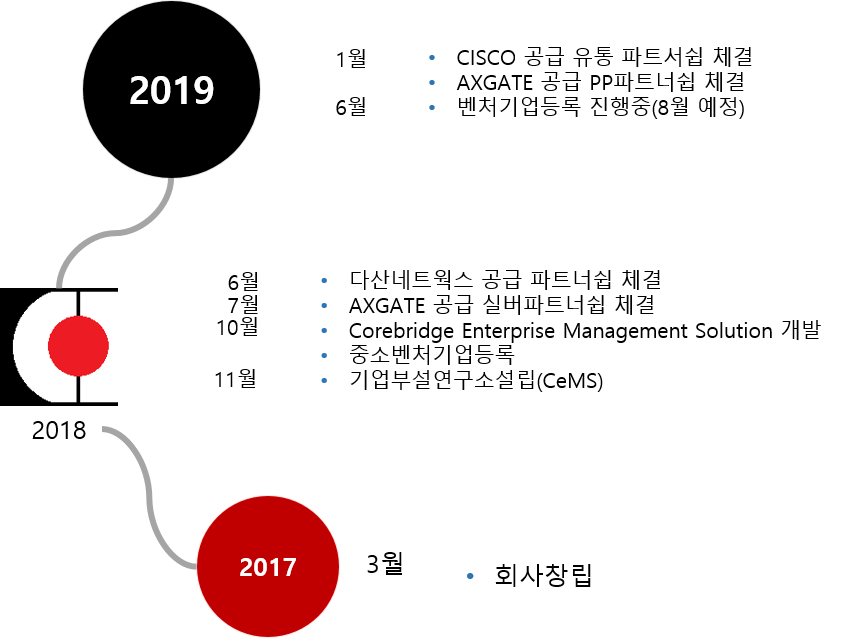 2019
1월 • CISCO 공급 유통 파트서쉽 체결
• AXGATE 공급 PP파트너쉽 체결
6월 • 벤처기업등록 진행중(8월 예정)
6월 • 다산네트웍스 공급 파트너쉽 체결
7월 • AXGATE 공급 실버파트너쉽 체결
10월 • Corebridge Enterprise Management Solution 개발
• 중소벤처기업등록
11월 • 기업부설연구소설립(CeMS)
2018
2017
3월 • 회사창립